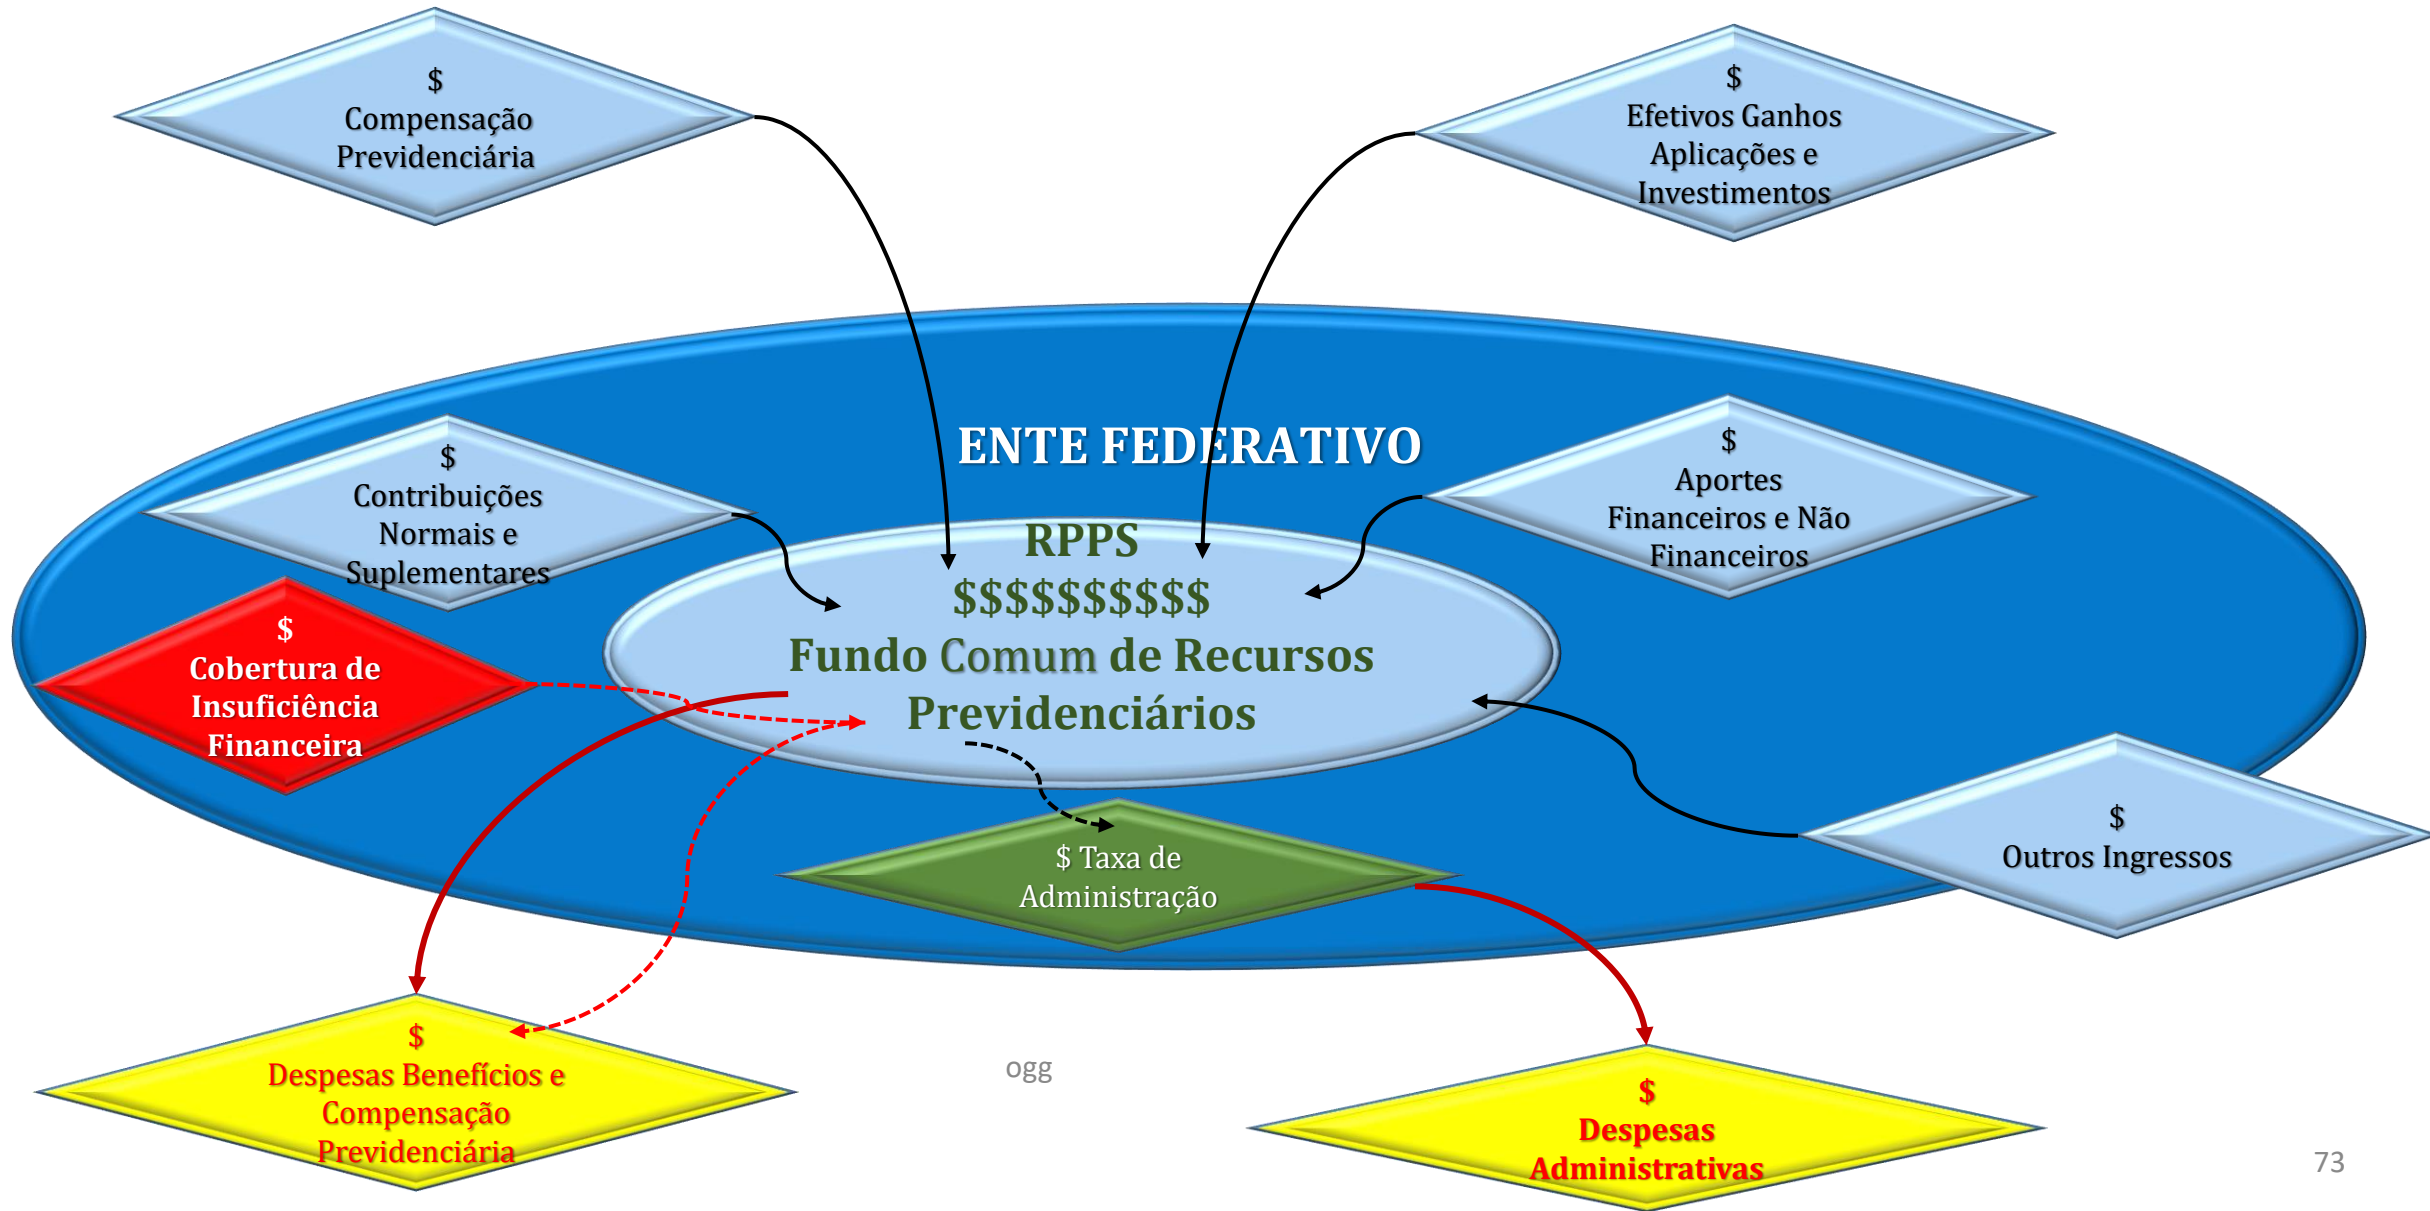 $
Compensação
Previdenciária
$
Efetivos Ganhos
Aplicações e
Investimentos
ENTE FEDERATIVO
$
Contribuições
Normais e
Suplementares
$
Aportes
Financeiros e Não
Financeiros
RPPS
$$$$$$$$$$
Fundo Comum de Recursos
Previdenciários
$
Cobertura de
Insuficiência
Financeira
$ Taxa de
Administração
$
Outros Ingressos
$
Despesas Benefícios e
Compensação
Previdenciária
ogg
$
Despesas
Administrativas
73